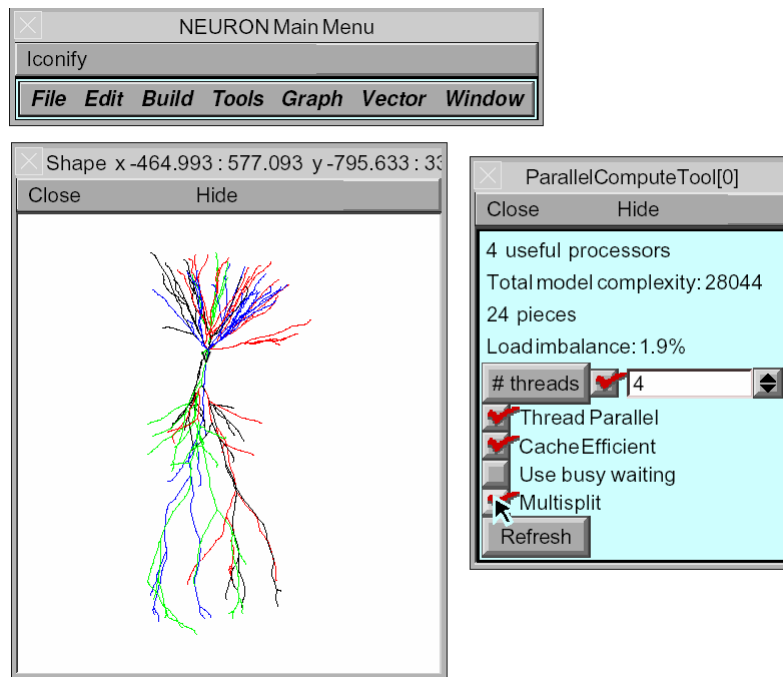 NEURON Main Menu
Iconify
File Edit Build Tools Graph Vector Window
Shape x -464.993 : 577.093 y -795.633 : 33
Close Hide
ParallelComputeTool[0]
Close Hide
4 useful processors
Total model complexity: 28044
24 pieces
Load imbalance: 1.9%
# threads 4
Thread Parallel
Cache Efficient
Use busy waiting
Multisplit
Refresh